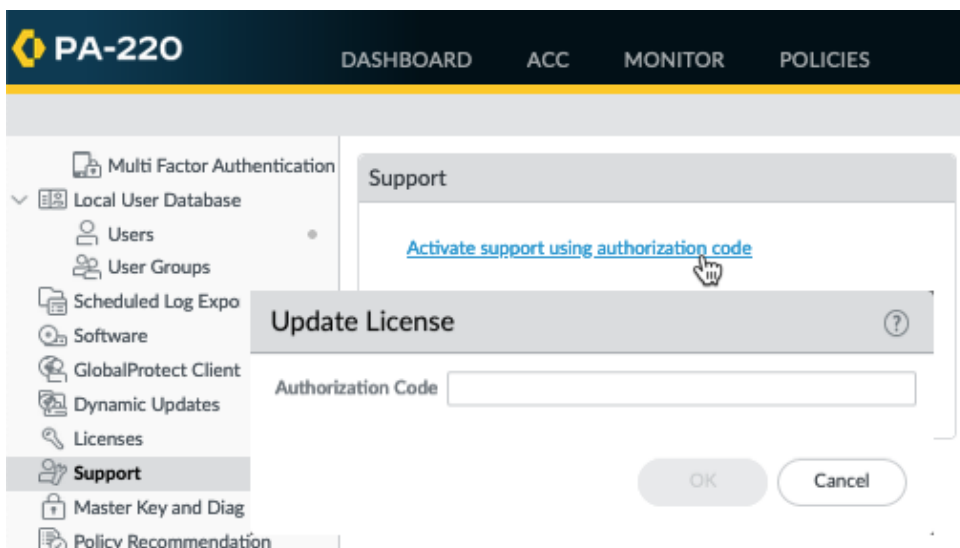 PA-220
DASHBOARD ACC MONITOR POLICIES
Multi Factor Authentication
Local User Database
Users
User Groups
Scheduled Log Expo
Software
GlobalProtect Client
Dynamic Updates
Licenses
Support
Master Key and Diag
Policy Recommendation
Support
Activate support using authorization code
Update License
?
Authorization Code
OK Cancel